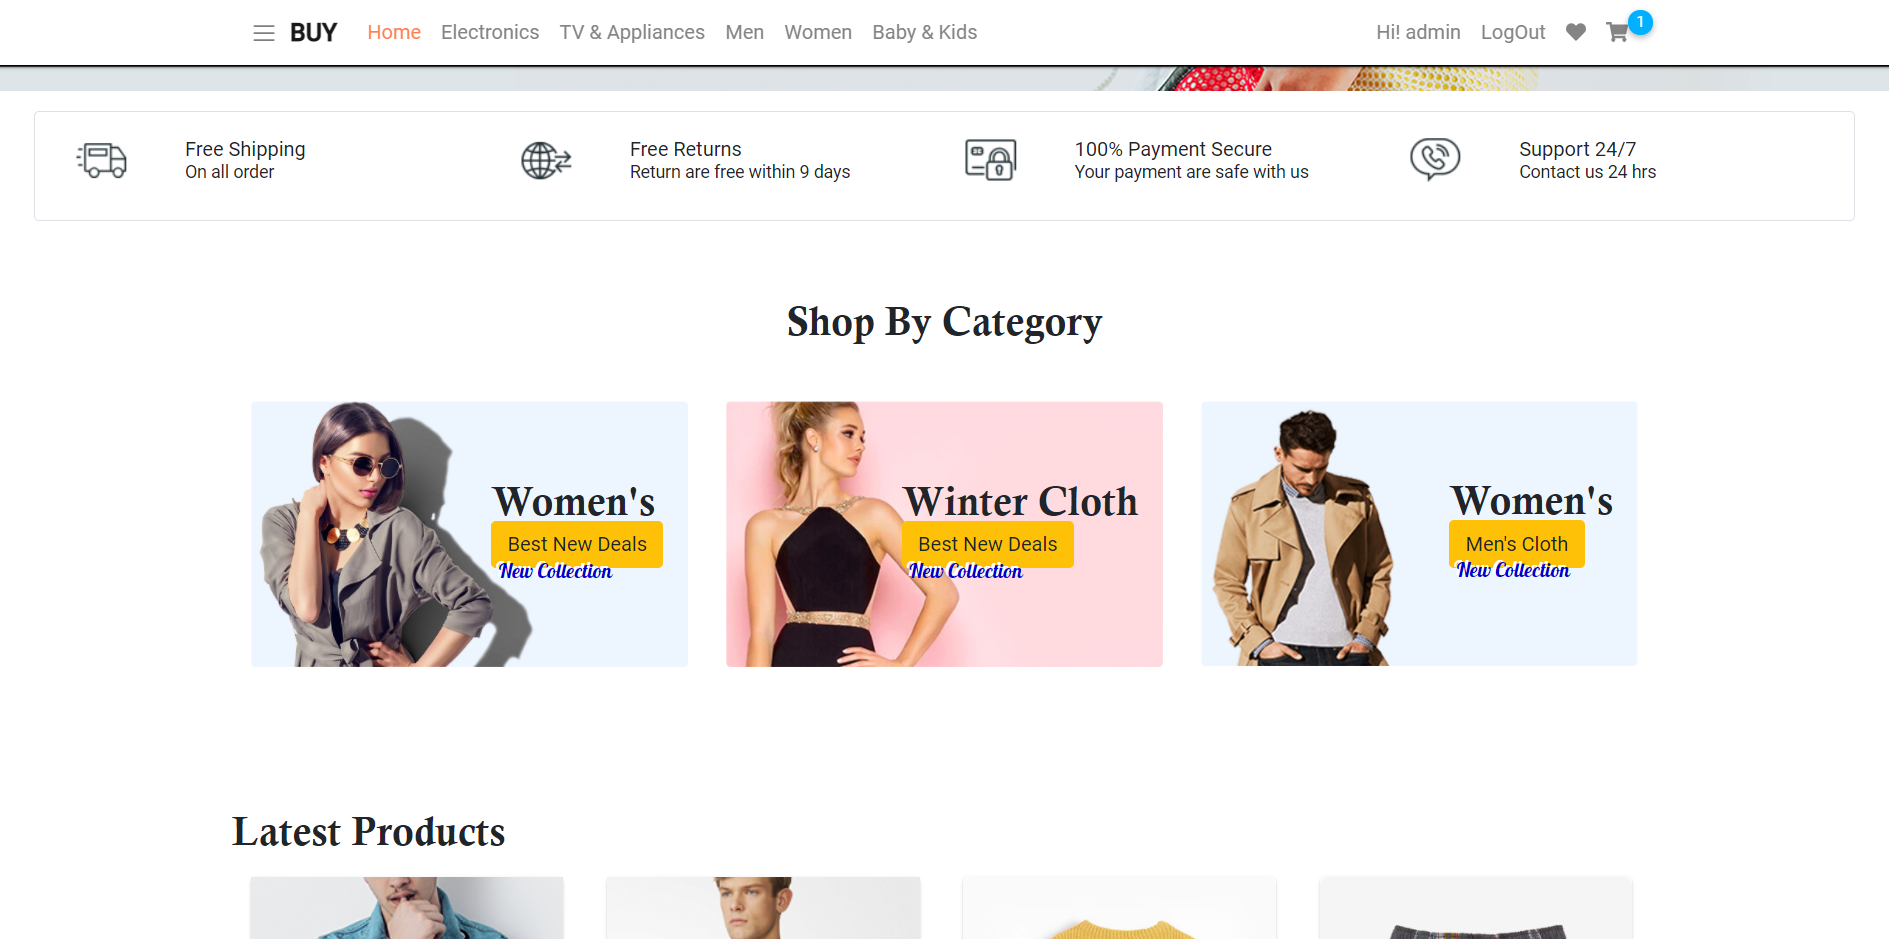 BUY Home Electronics TV & Appliances Men Women Baby & Kids Hi! admin LogOut 1
Free Shipping
On all order
Free Returns
Return are free within 9 days
100% Payment Secure
Your payment are safe with us
Support 24/7
Contact us 24 hrs
Shop By Category
Women's
Best New Deals
New Collection
Winter Cloth
Best New Deals
New Collection
Women's
Men's Cloth
New Collection
Latest Products